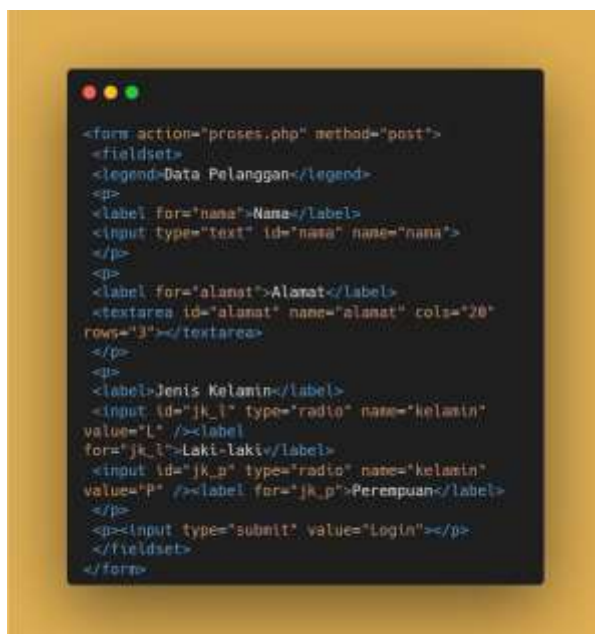 <form action="proses.php" method="post">
<fieldset>
<legend>Data Pelanggan</legend>
<p>
<label for="nama">Nama</label>
<input type="text" id="nama" name="nama">
</p>
<p>
<label for="alamat">Alamat</label>
<textarea id="alamat" name="alamat" cols="20"
rows="3"></textarea>
</p>
<p>
<label>Jenis Kelamin</label>
<input id="jk_l" type="radio" name="kelamin"
value="L" /><label
for="jk_l">Laki-laki</label>
<input id="jk_p" type="radio" name="kelamin"
value="P" /><label for="jk_p">Perempuan</label>
</p>
<p><input type="submit" value="Login"></p>
</fieldset>
</form>